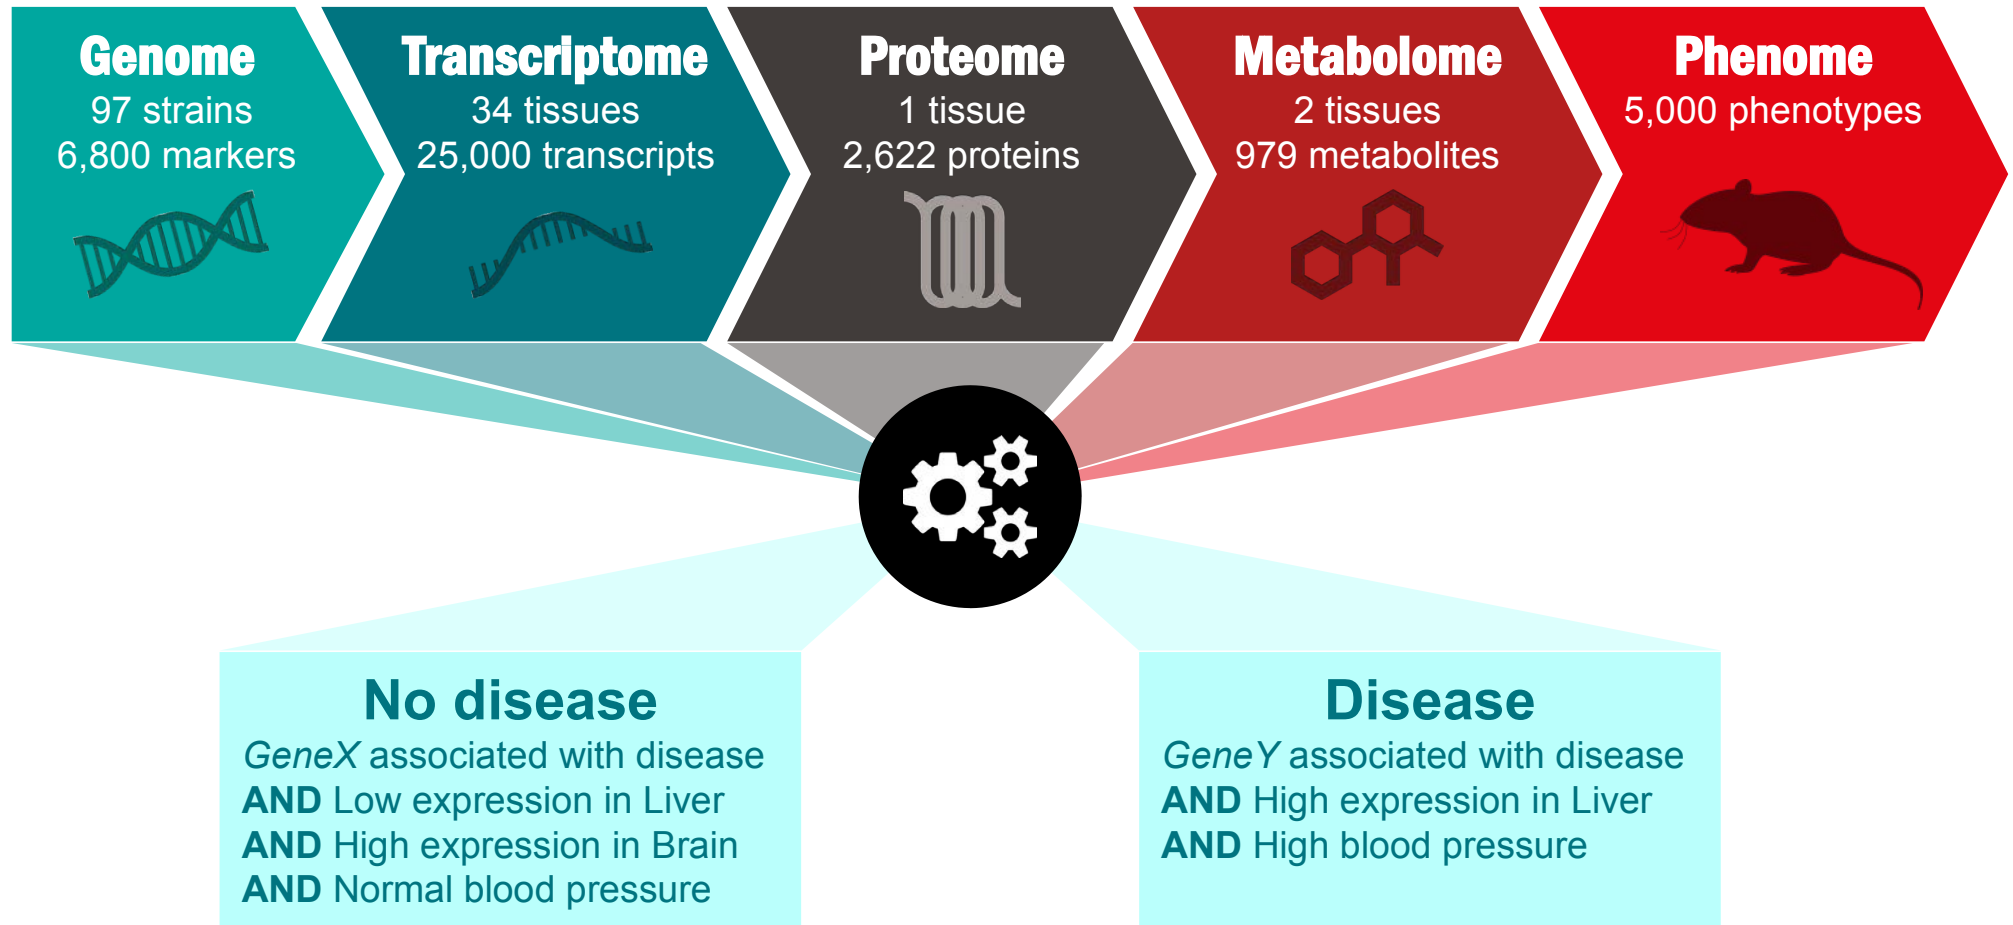 Genome
97 strains
6,800 markers
Transcriptome
34 tissues
25,000 transcripts
Proteome
1 tissue
2,622 proteins
Metabolome
2 tissues
979 metabolites
Phenome
5,000 phenotypes
No disease
GeneX associated with disease
AND Low expression in Liver
AND High expression in Brain
AND Normal blood pressure
Disease
GeneY associated with disease
AND High expression in Liver
AND High blood pressure